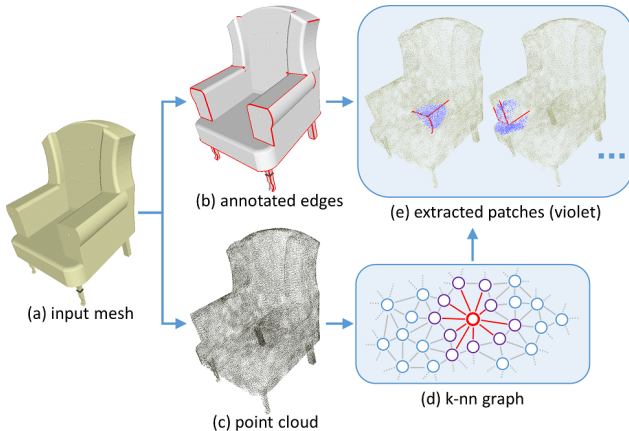 (b) annotated edges
(e) extracted patches (violet)
(a) input mesh
(c) point cloud
(d) k-nn graph